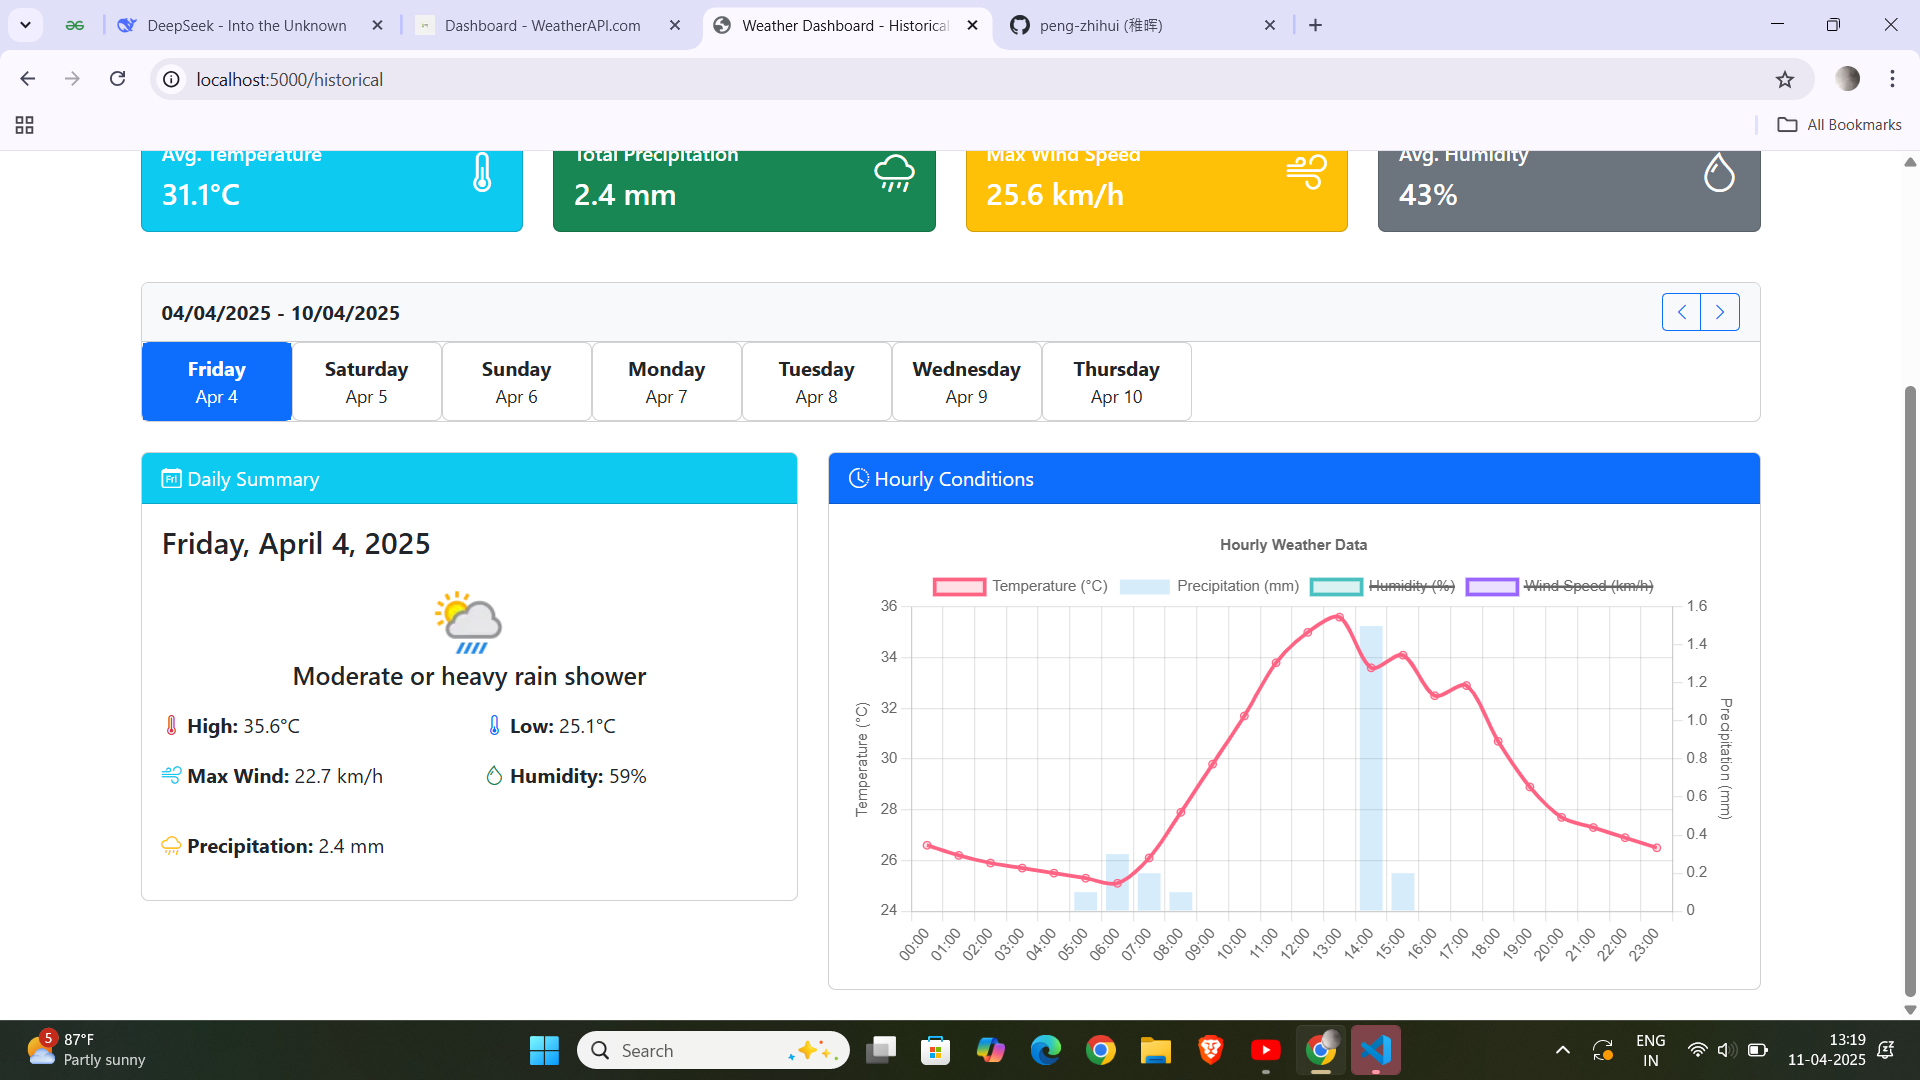 DeepSeek - Into the Unknown
Dashboard - WeatherAPI.com
Weather Dashboard - Historical
peng-zhihui (稚晖)
localhost:5000/historical
All Bookmarks
Avg. Temperature
31.1°C
Total Precipitation
2.4 mm
Max Wind Speed
25.6 km/h
Avg. Humidity
43%
04/04/2025 - 10/04/2025
Friday
Apr 4
Saturday
Apr 5
Sunday
Apr 6
Monday
Apr 7
Tuesday
Apr 8
Wednesday
Apr 9
Thursday
Apr 10
Fri Daily Summary
Friday, April 4, 2025
Moderate or heavy rain shower
High: 35.6°C
Low: 25.1°C
Max Wind: 22.7 km/h
Humidity: 59%
Precipitation: 2.4 mm
Hourly Conditions
Hourly Weather Data
Temperature (°C)
Precipitation (mm)
Humidity (%)
Wind Speed (km/h)
Temperature (°C)
36
34
32
30
28
26
24
1.6
1.4
1.2
1.0
0.8
0.6
0.4
0.2
0
Precipitation (mm)
00:00
01:00
02:00
03:00
04:00
05:00
06:00
07:00
08:00
09:00
10:00
11:00
12:00
13:00
14:00
15:00
16:00
17:00
18:00
19:00
20:00
21:00
22:00
23:00
5
87°F
Partly sunny
Search
ENG
IN
13:19
11-04-2025